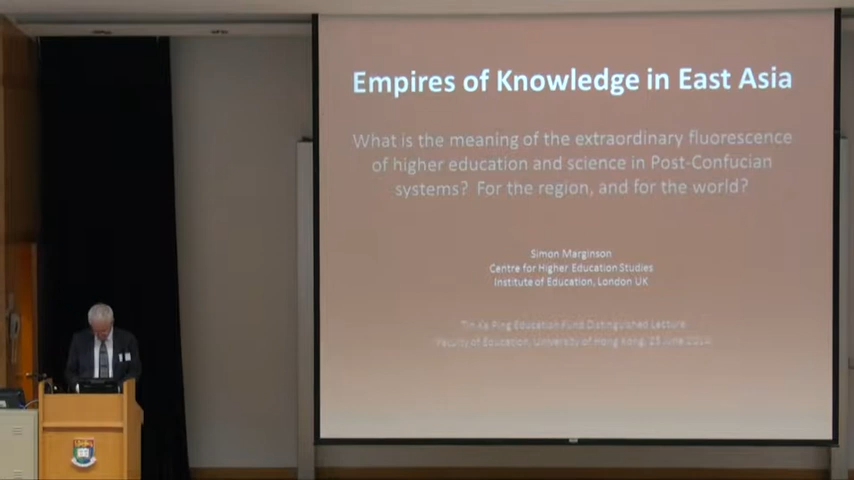 Empires of Knowledge in East Asia
What is the meaning of the extraordinary fluorescence
of higher education and science in Post-Confucian
systems? For the region, and for the world?
Simon Marginson
Centre for Higher Education Studies
Institute of Education, London UK
Tin Ka Ping Education Fund Distinguished Lecture
Faculty of Education, University of Hong Kong, 25 June